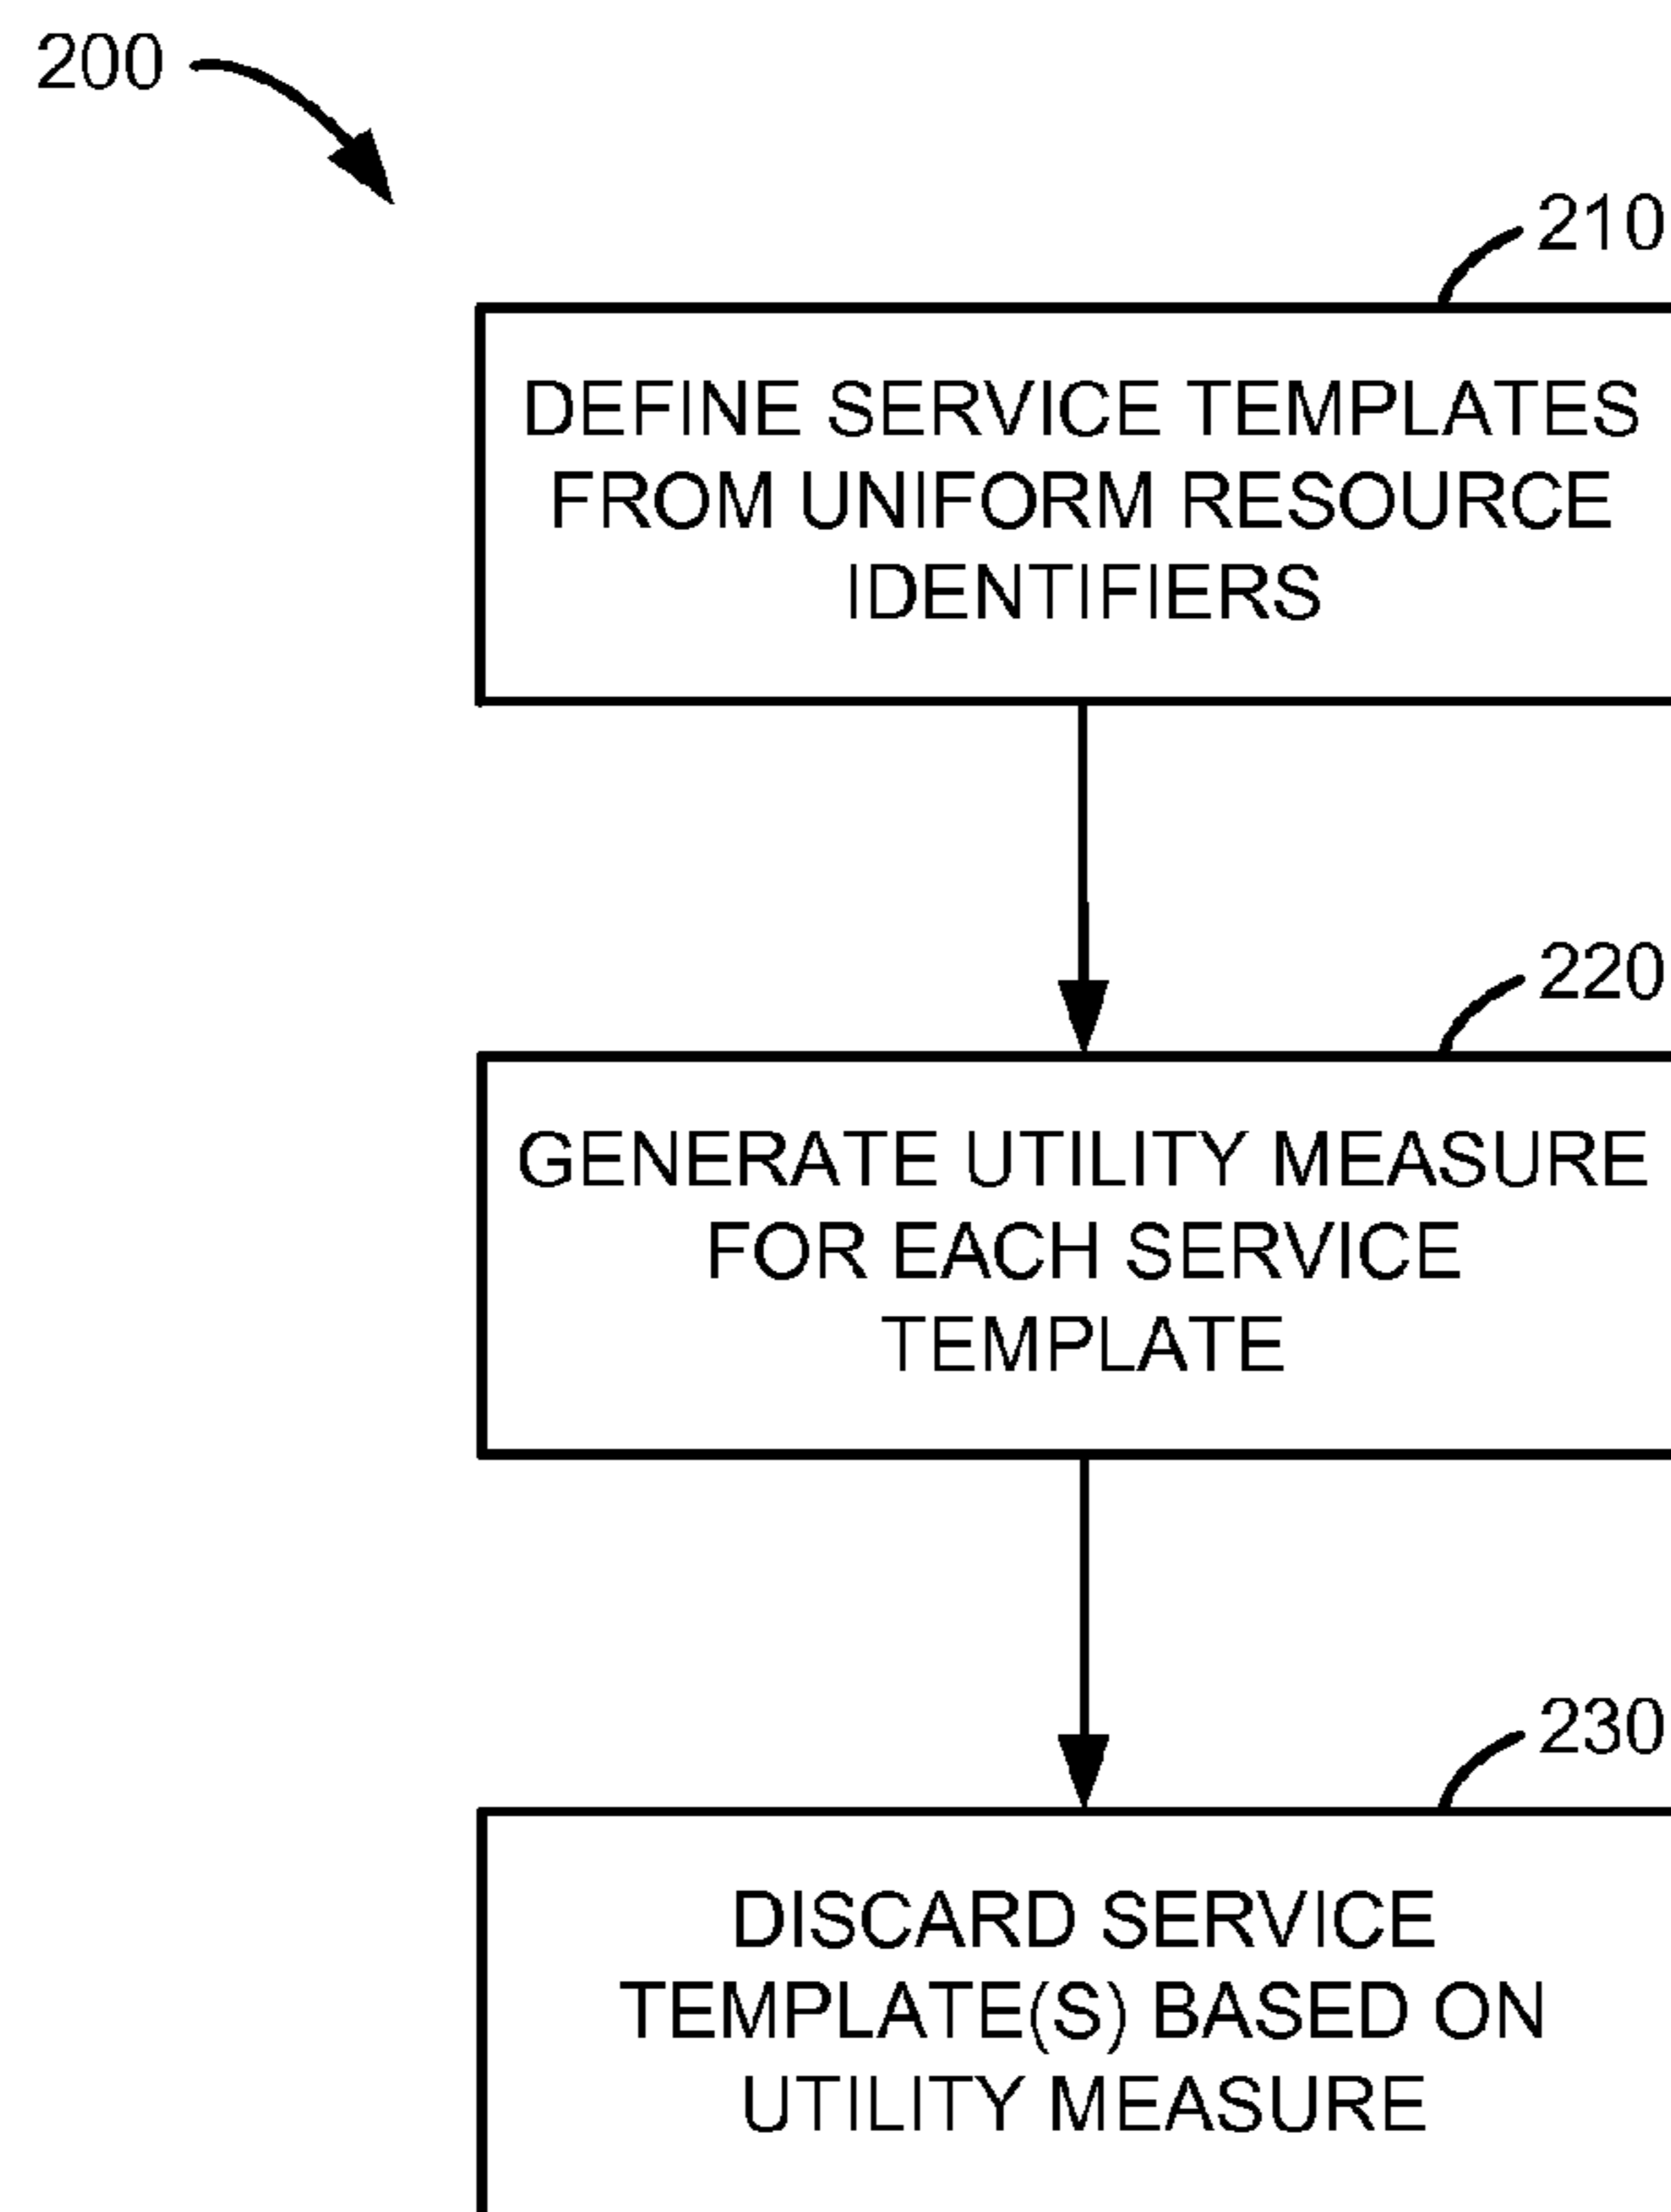 200
210
DEFINE SERVICE TEMPLATES
FROM UNIFORM RESOURCE
IDENTIFIERS
220
GENERATE UTILITY MEASURE
FOR EACH SERVICE
TEMPLATE
230
DISCARD SERVICE
TEMPLATE(S) BASED ON
UTILITY MEASURE